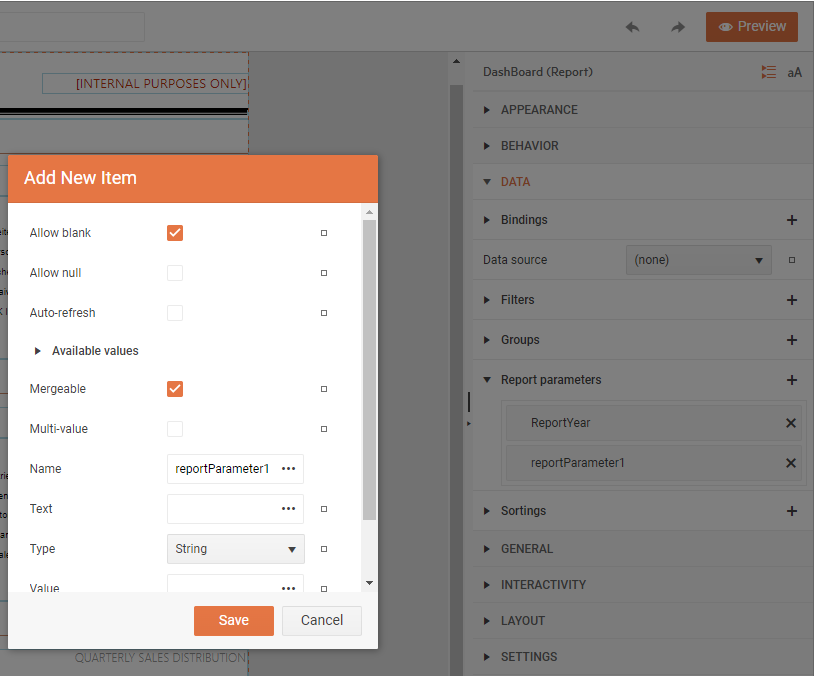 Preview
[INTERNAL PURPOSES ONLY]
DashBoard (Report)
aA
APPEARANCE
BEHAVIOR
DATA
Bindings
Data source
(none)
Filters
Groups
Report parameters
ReportYear
reportParameter1
Sortings
GENERAL
INTERACTIVITY
LAYOUT
SETTINGS
Add New Item
Allow blank
Allow null
Auto-refresh
Available values
Mergeable
Multi-value
Name
reportParameter1
Text
Type
String
Value
Save
Cancel
QUARTERLY SALES DISTRIBUTION